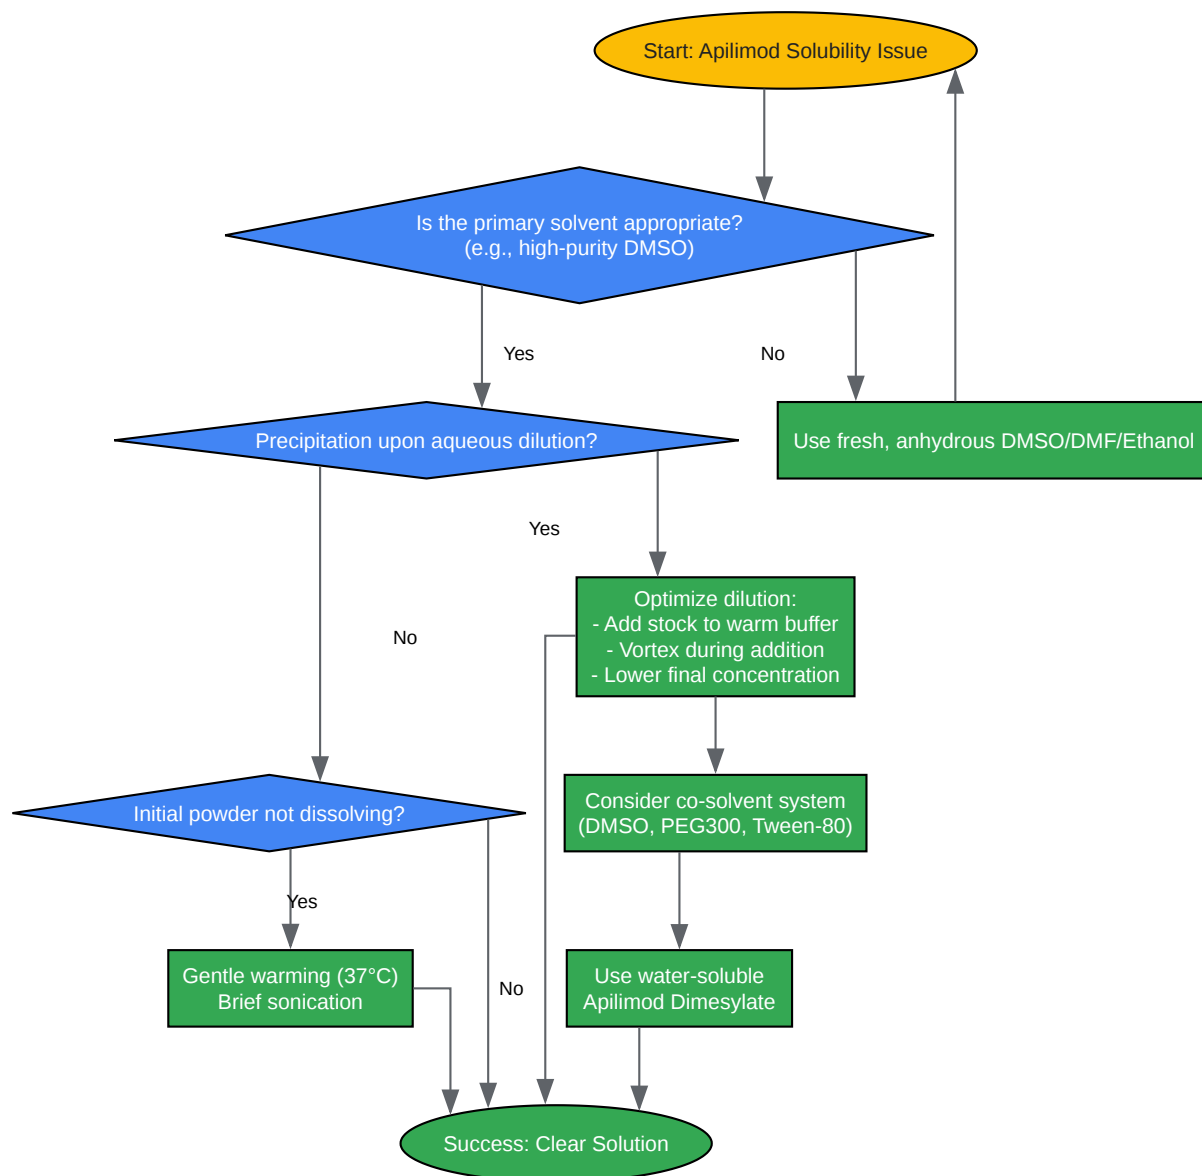 Start: Apilimod Solubility Issue
Is the primary solvent appropriate?
(e.g., high-purity DMSO)
Yes
No
Precipitation upon aqueous dilution?
Use fresh, anhydrous DMSO/DMF/Ethanol
Yes
No
Optimize dilution:
- Add stock to warm buffer
- Vortex during addition
- Lower final concentration
Initial powder not dissolving?
Consider co-solvent system
(DMSO, PEG300, Tween-80)
Yes
No
Gentle warming (37°C)
Brief sonication
Use water-soluble
Apilimod Dimesylate
Success: Clear Solution